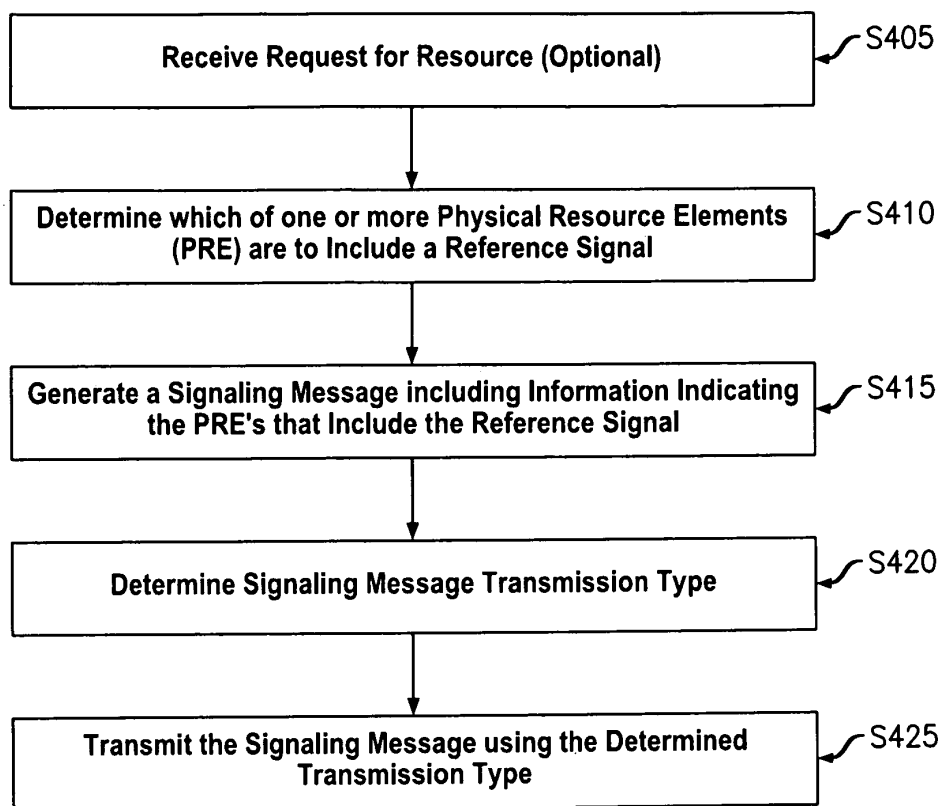 Receive Request for Resource (Optional)
S405
Determine which of one or more Physical Resource Elements
(PRE) are to Include a Reference Signal
S410
Generate a Signaling Message including Information Indicating
the PRE's that Include the Reference Signal
S415
Determine Signaling Message Transmission Type
S420
Transmit the Signaling Message using the Determined
Transmission Type
S425